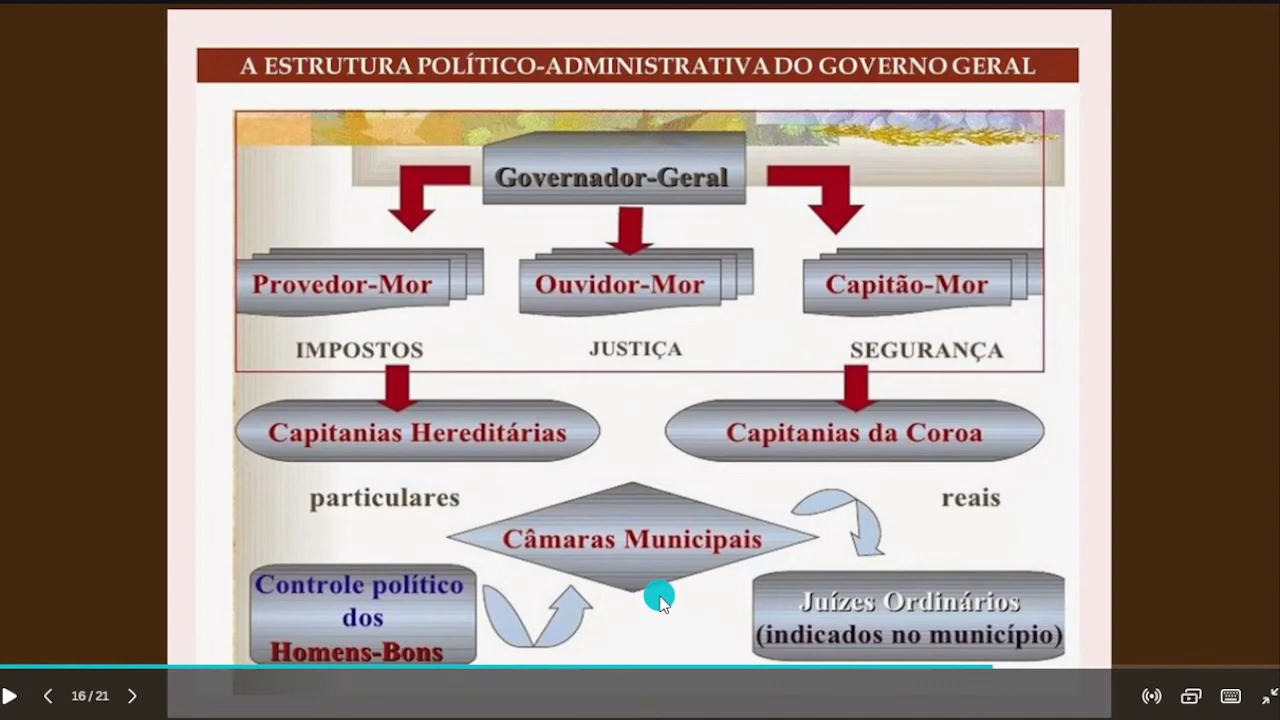 A ESTRUTURA POLÍTICO-ADMINISTRATIVA DO GOVERNO GERAL
Governador-Geral
Provedor-Mor
Ouvidor-Mor
Capitão-Mor
IMPOSTOS
JUSTIÇA
SEGURANÇA
Capitanias Hereditárias
Capitanias da Coroa
particulares
reais
Câmaras Municipais
Controle político
dos
Homens-Bons
Juízes Ordinários
(indicados no município)
16 / 21